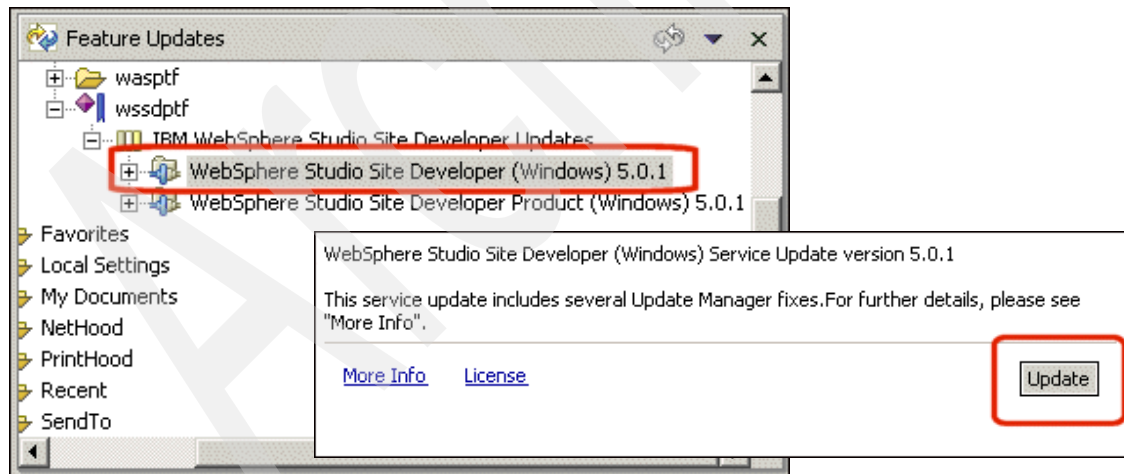 Feature Updates
wasptf
wssdptf
IBM WebSphere Studio Site Developer Updates
WebSphere Studio Site Developer (Windows) 5.0.1
WebSphere Studio Site Developer Product (Windows) 5.0.1
Favorites
Local Settings
My Documents
NetHood
PrintHood
Recent
SendTo
WebSphere Studio Site Developer (Windows) Service Update version 5.0.1
This service update includes several Update Manager fixes.For further details, please see
"More Info".
More Info License
Update